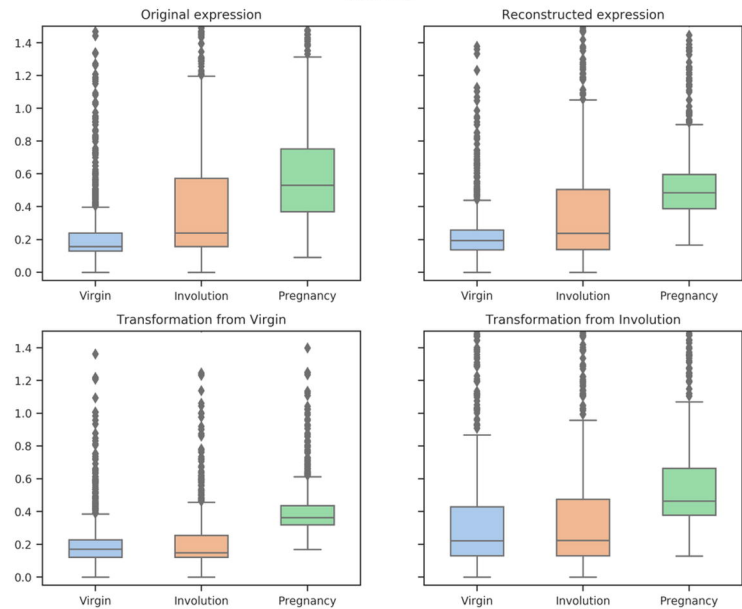 Original expression
1.4
1.2
1.0
0.8
0.6
0.4
0.2
0.0
Virgin Involution Pregnancy
Reconstructed expression
Virgin Involution Pregnancy
Transformation from Virgin
1.4
1.2
1.0
0.8
0.6
0.4
0.2
0.0
Virgin Involution Pregnancy
Transformation from Involution
Virgin Involution Pregnancy